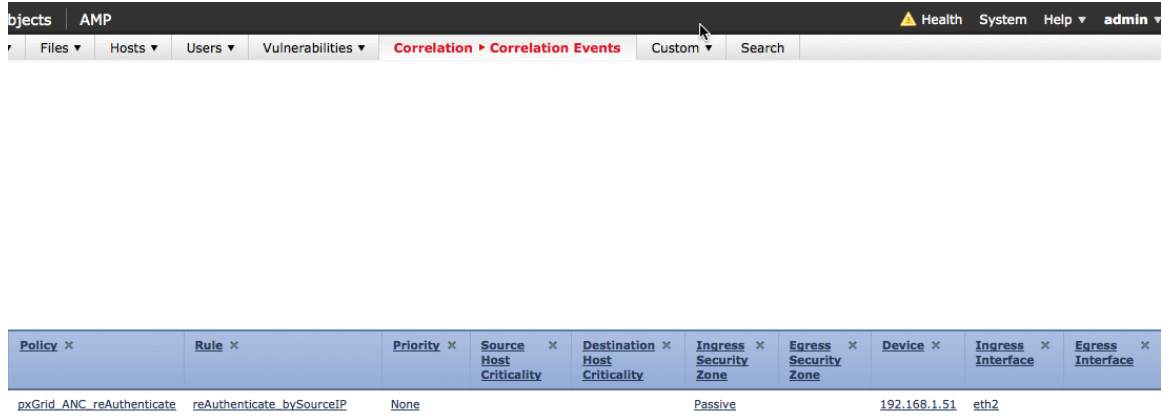 bjects AMP Health System Help ▾ admin ▾
▾ Files ▾ Hosts ▾ Users ▾ Vulnerabilities ▾ Correlation ▸ Correlation Events Custom ▾ Search
Policy × Rule × Priority × Source × Destination × Ingress × Egress × Device × Ingress × Egress ×
Host Host Security Security Interface Interface
Criticality Criticality Zone Zone
pxGrid_ANC_reAuthenticate reAuthenticate_bySourceIP None Passive 192.168.1.51 eth2